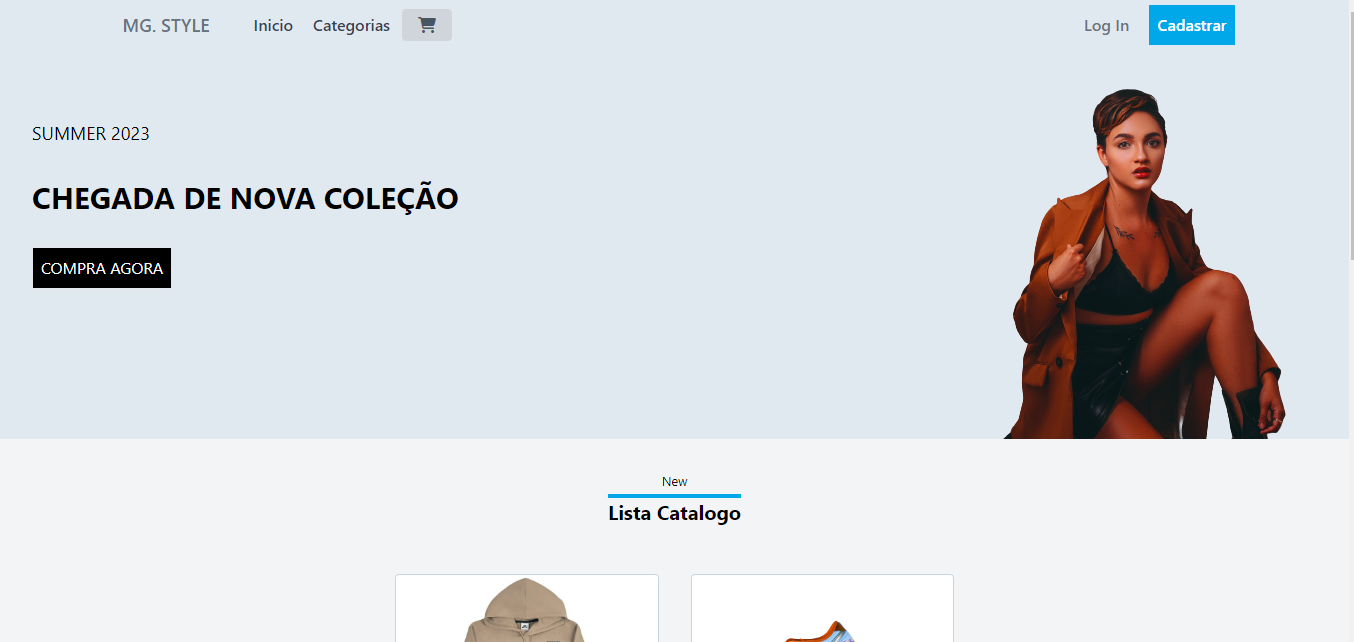 MG. STYLE Inicio Categorias Log In Cadastrar
SUMMER 2023
CHEGADA DE NOVA COLEÇÃO
COMPRA AGORA
New
Lista Catalogo